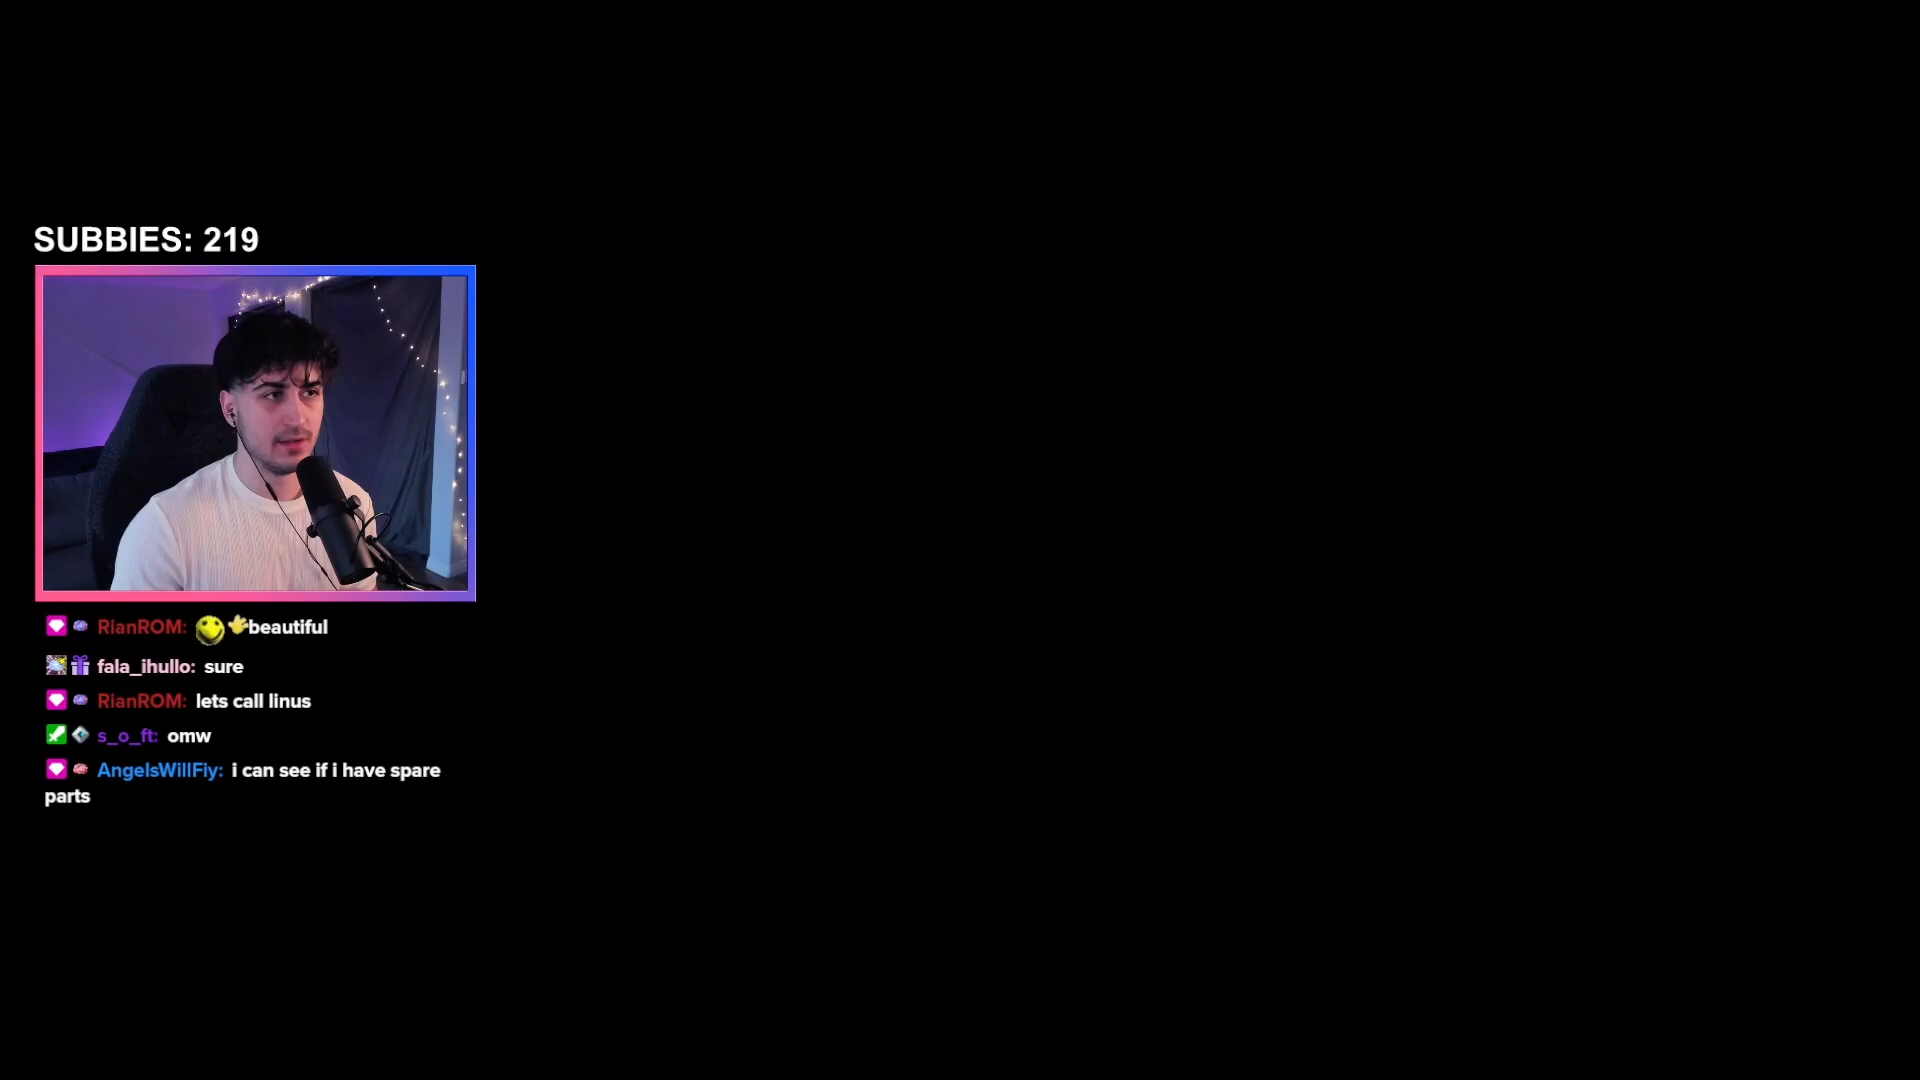 SUBBIES: 219
RianROM: beautiful
fala_ihullo: sure
RianROM: lets call linus
s_o_ft: omw
AngelsWillFiy: i can see if i have spare
parts